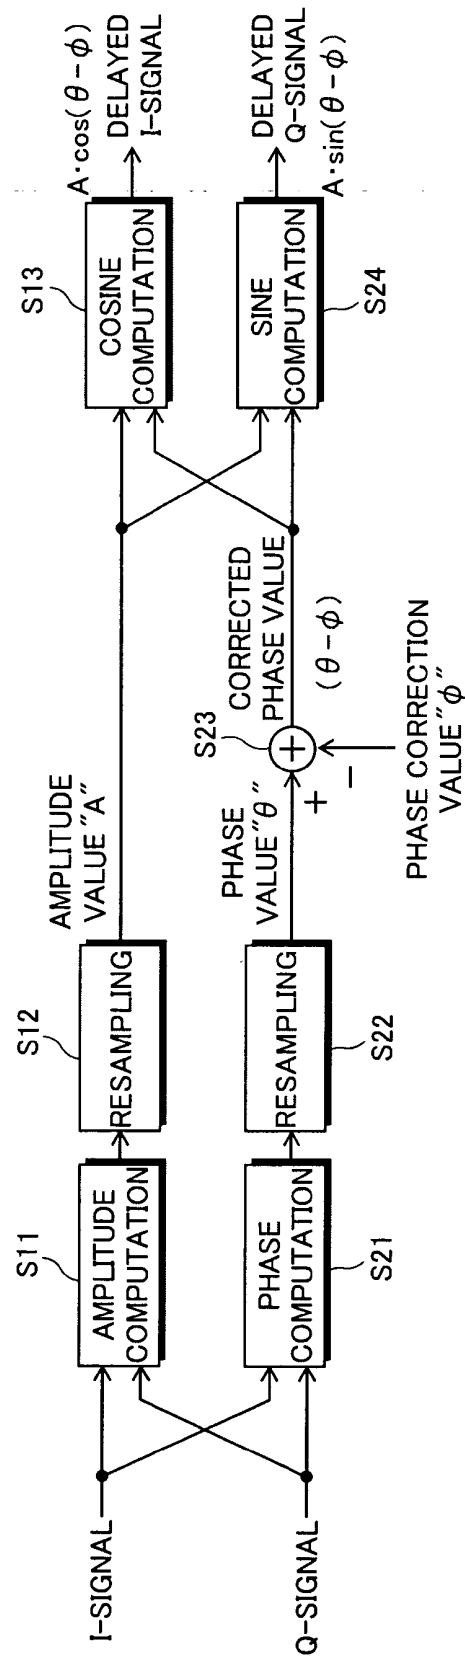 I-SIGNAL
Q-SIGNAL
S11
AMPLITUDE
COMPUTATION
S21
PHASE
COMPUTATION
S12
RESAMPLING
S22
RESAMPLING
AMPLITUDE
VALUE "A"
PHASE
VALUE "θ"
S23
+
+
−
PHASE CORRECTION
VALUE "ϕ"
CORRECTED
PHASE VALUE
(θ-ϕ)
S13
COSINE
COMPUTATION
S24
SINE
COMPUTATION
A·cos(θ-ϕ)
DELAYED
I-SIGNAL
DELAYED
Q-SIGNAL
A·sin(θ-ϕ)